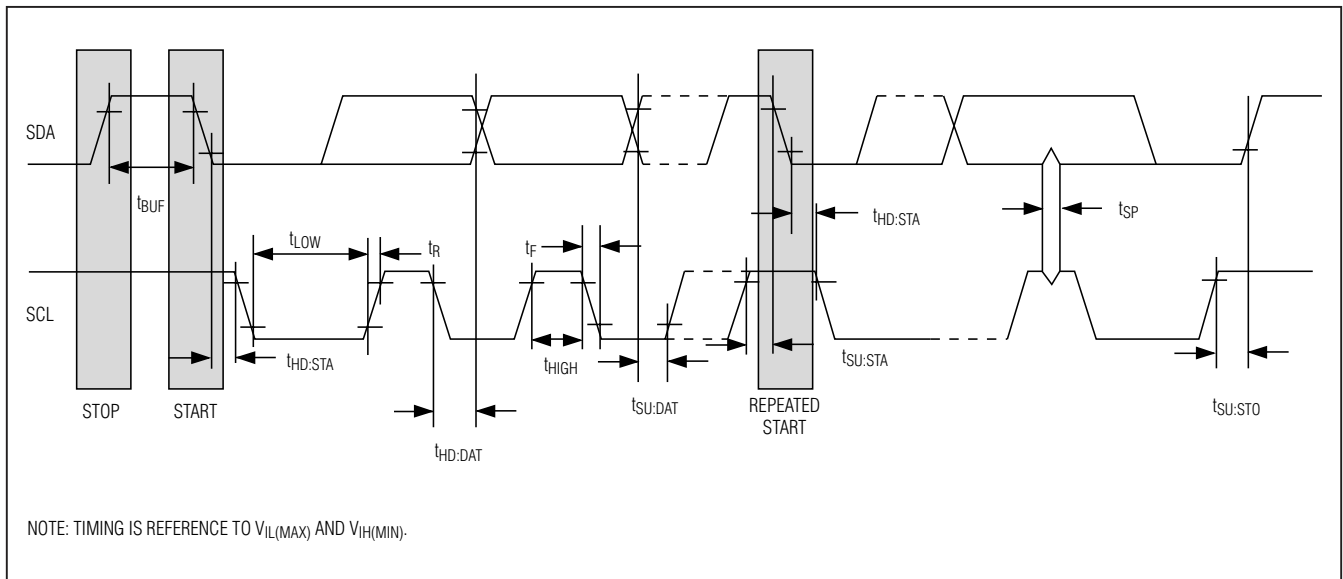 SDA
tBUF
tLOW
tR
tF
tHD:STA
tSP
SCL
tHD:STA
tHIGH
tSU:STA
STOP
START
tSU:DAT
REPEATED
START
tSU:STO
tHD:DAT
NOTE: TIMING IS REFERENCE TO VIL(MAX) AND VIH(MIN).